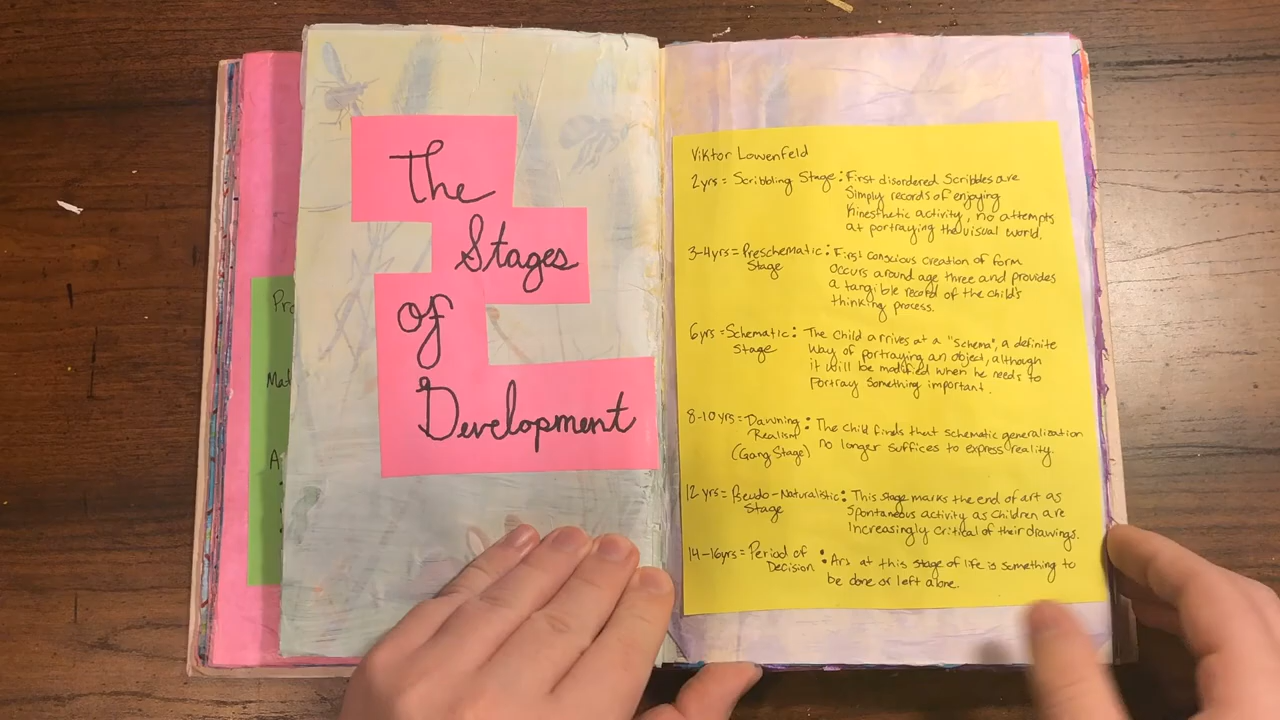 The
Stages
of
Development
Pro
Mat
A
Viktor Lowenfeld
2yrs = Scribbling Stage: First disordered Scribbles are
Simply records of enjoying
Kinesthetic activity, no attempts
at portraying the visual world.
3-4yrs = Preschematic: First conscious creation of form
Stage occurs around age three and provides
a tangible record of the child's
thinking process.
6yrs = Schematic: The Child arrives at a "Schema", a definite
Stage way of portraying an object, although
it will be modified when he needs to
portray something important.
8-10yrs = Dawning: The Child finds that schematic generalization
Realism no longer suffices to express reality.
(Gang Stage)
12 yrs = Pseudo-Naturalistic: This stage marks the end of art as
Stage Spontaneous activity as Children are
Increasingly critical of their drawings.
14-16yrs = Period of : Ars at this stage of life is something to
Decision be done or left alone.